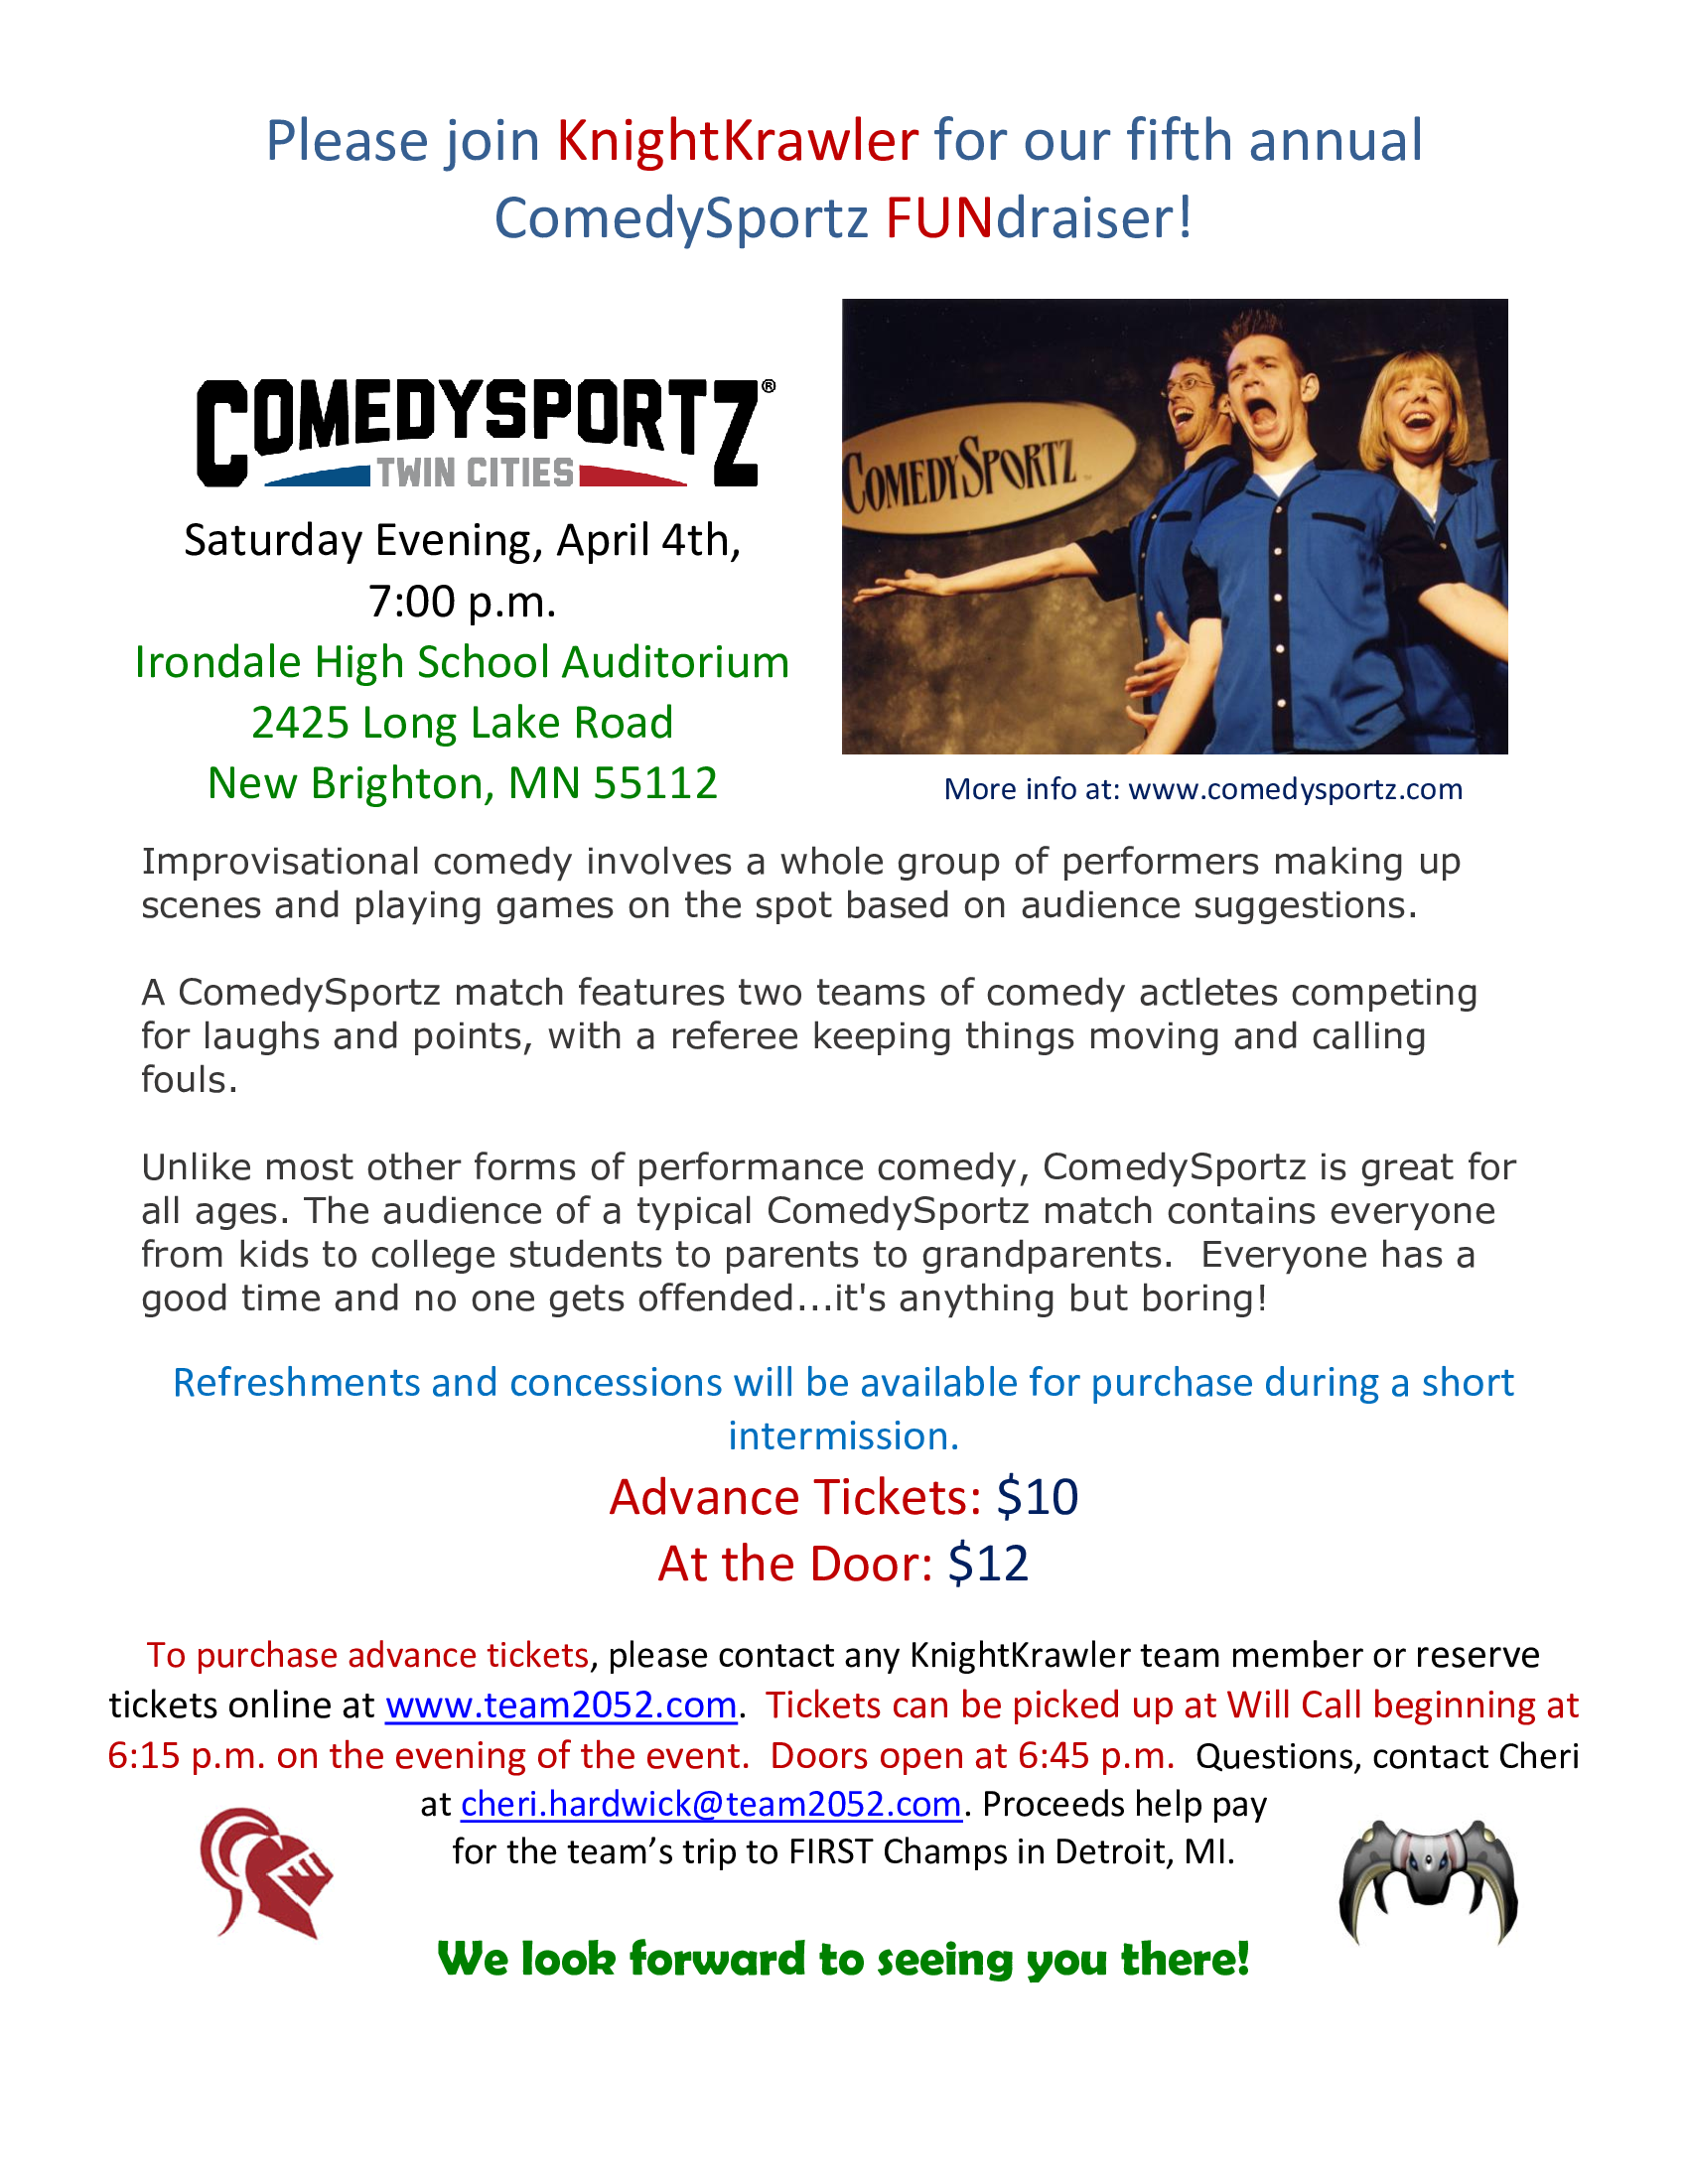 Please join KnightKrawler for our fifth annual
ComedySportz FUNdraiser!
COMEDYSPORTZ®
TWIN CITIES
Saturday Evening, April 4th,
7:00 p.m.
Irondale High School Auditorium
2425 Long Lake Road
New Brighton, MN 55112
COMEDYSPORTZ
More info at: www.comedysportz.com
Improvisational comedy involves a whole group of performers making up
scenes and playing games on the spot based on audience suggestions.
A ComedySportz match features two teams of comedy actletes competing
for laughs and points, with a referee keeping things moving and calling
fouls.
Unlike most other forms of performance comedy, ComedySportz is great for
all ages. The audience of a typical ComedySportz match contains everyone
from kids to college students to parents to grandparents.  Everyone has a
good time and no one gets offended...it's anything but boring!
Refreshments and concessions will be available for purchase during a short
intermission.
Advance Tickets: $10
At the Door: $12
To purchase advance tickets, please contact any KnightKrawler team member or reserve
tickets online at www.team2052.com.  Tickets can be picked up at Will Call beginning at
6:15 p.m. on the evening of the event.  Doors open at 6:45 p.m.  Questions, contact Cheri
at cheri.hardwick@team2052.com. Proceeds help pay
for the team’s trip to FIRST Champs in Detroit, MI.
We look forward to seeing you there!